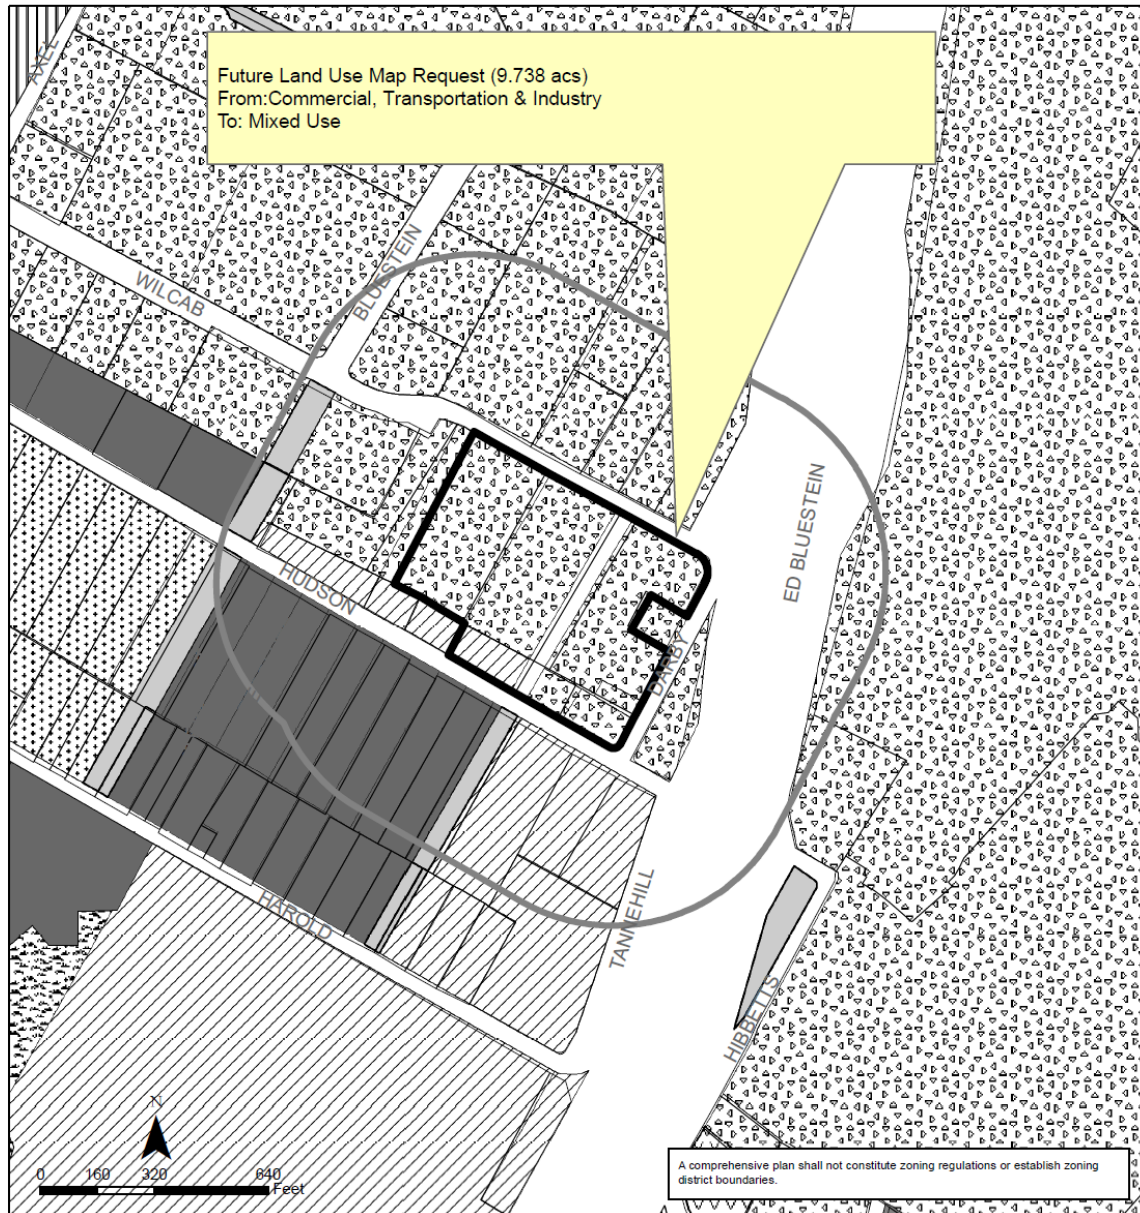 Future Land Use Map Request (9.738 acs)
From:Commercial, Transportation & Industry
To: Mixed Use
AXEL
WILCAB
BLUESTEIN
HUDSON
DARBY
ED BLUESTEIN
HAROLD
TANNEHILL
HIBBETTS
N
0 160 320 640
Feet
A comprehensive plan shall not constitute zoning regulations or establish zoning
district boundaries.